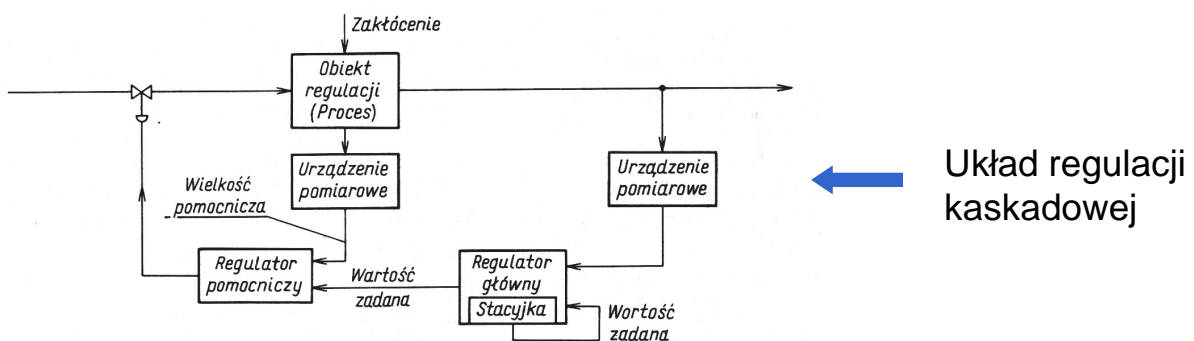 Zakłócenie
Obiekt
regulacji
(Proces)
Urządzenie
pomiarowe
Urządzenie
pomiarowe
Układ regulacji
kaskadowej
Wielkość
pomocnicza
Regulator
pomocniczy
Wartość
zadana
Regulator
główny
Stacyjka
Wortość
zadana